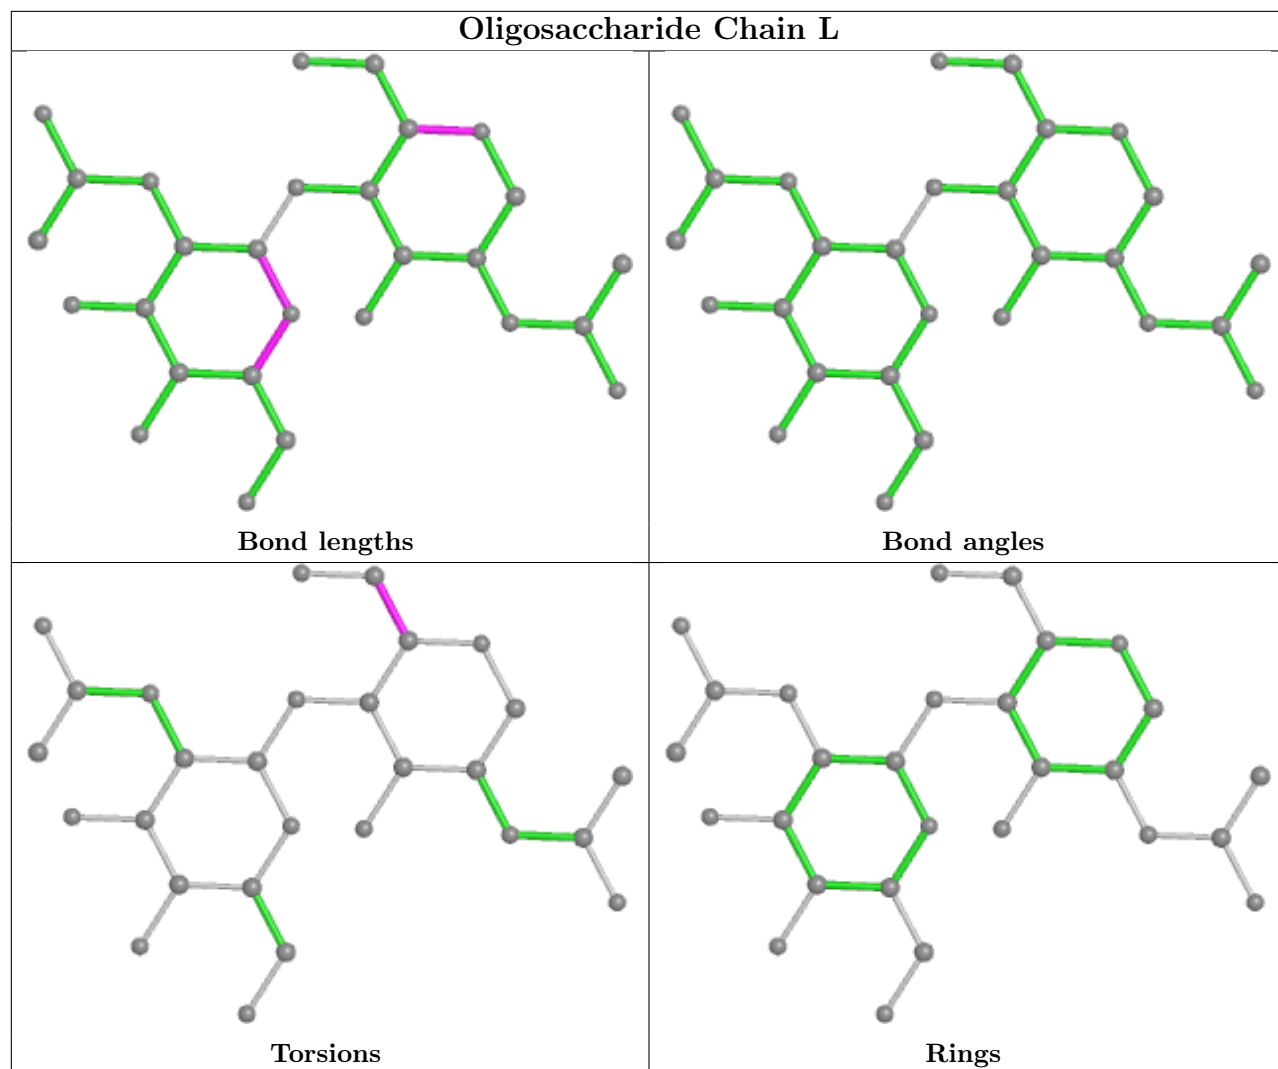 Oligosaccharide Chain L
Bond lengths
Bond angles
Torsions
Rings